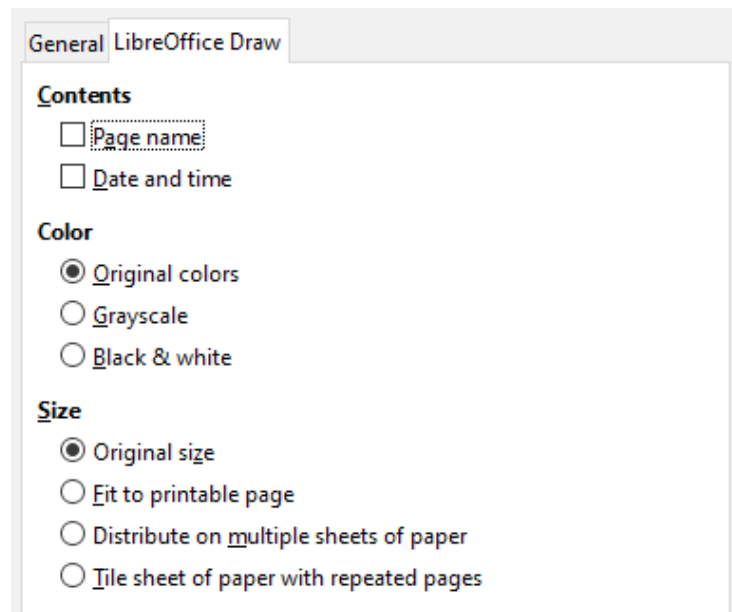 General LibreOffice Draw
Contents
Page name
Date and time
Color
Original colors
Grayscale
Black & white
Size
Original size
Fit to printable page
Distribute on multiple sheets of paper
Tile sheet of paper with repeated pages